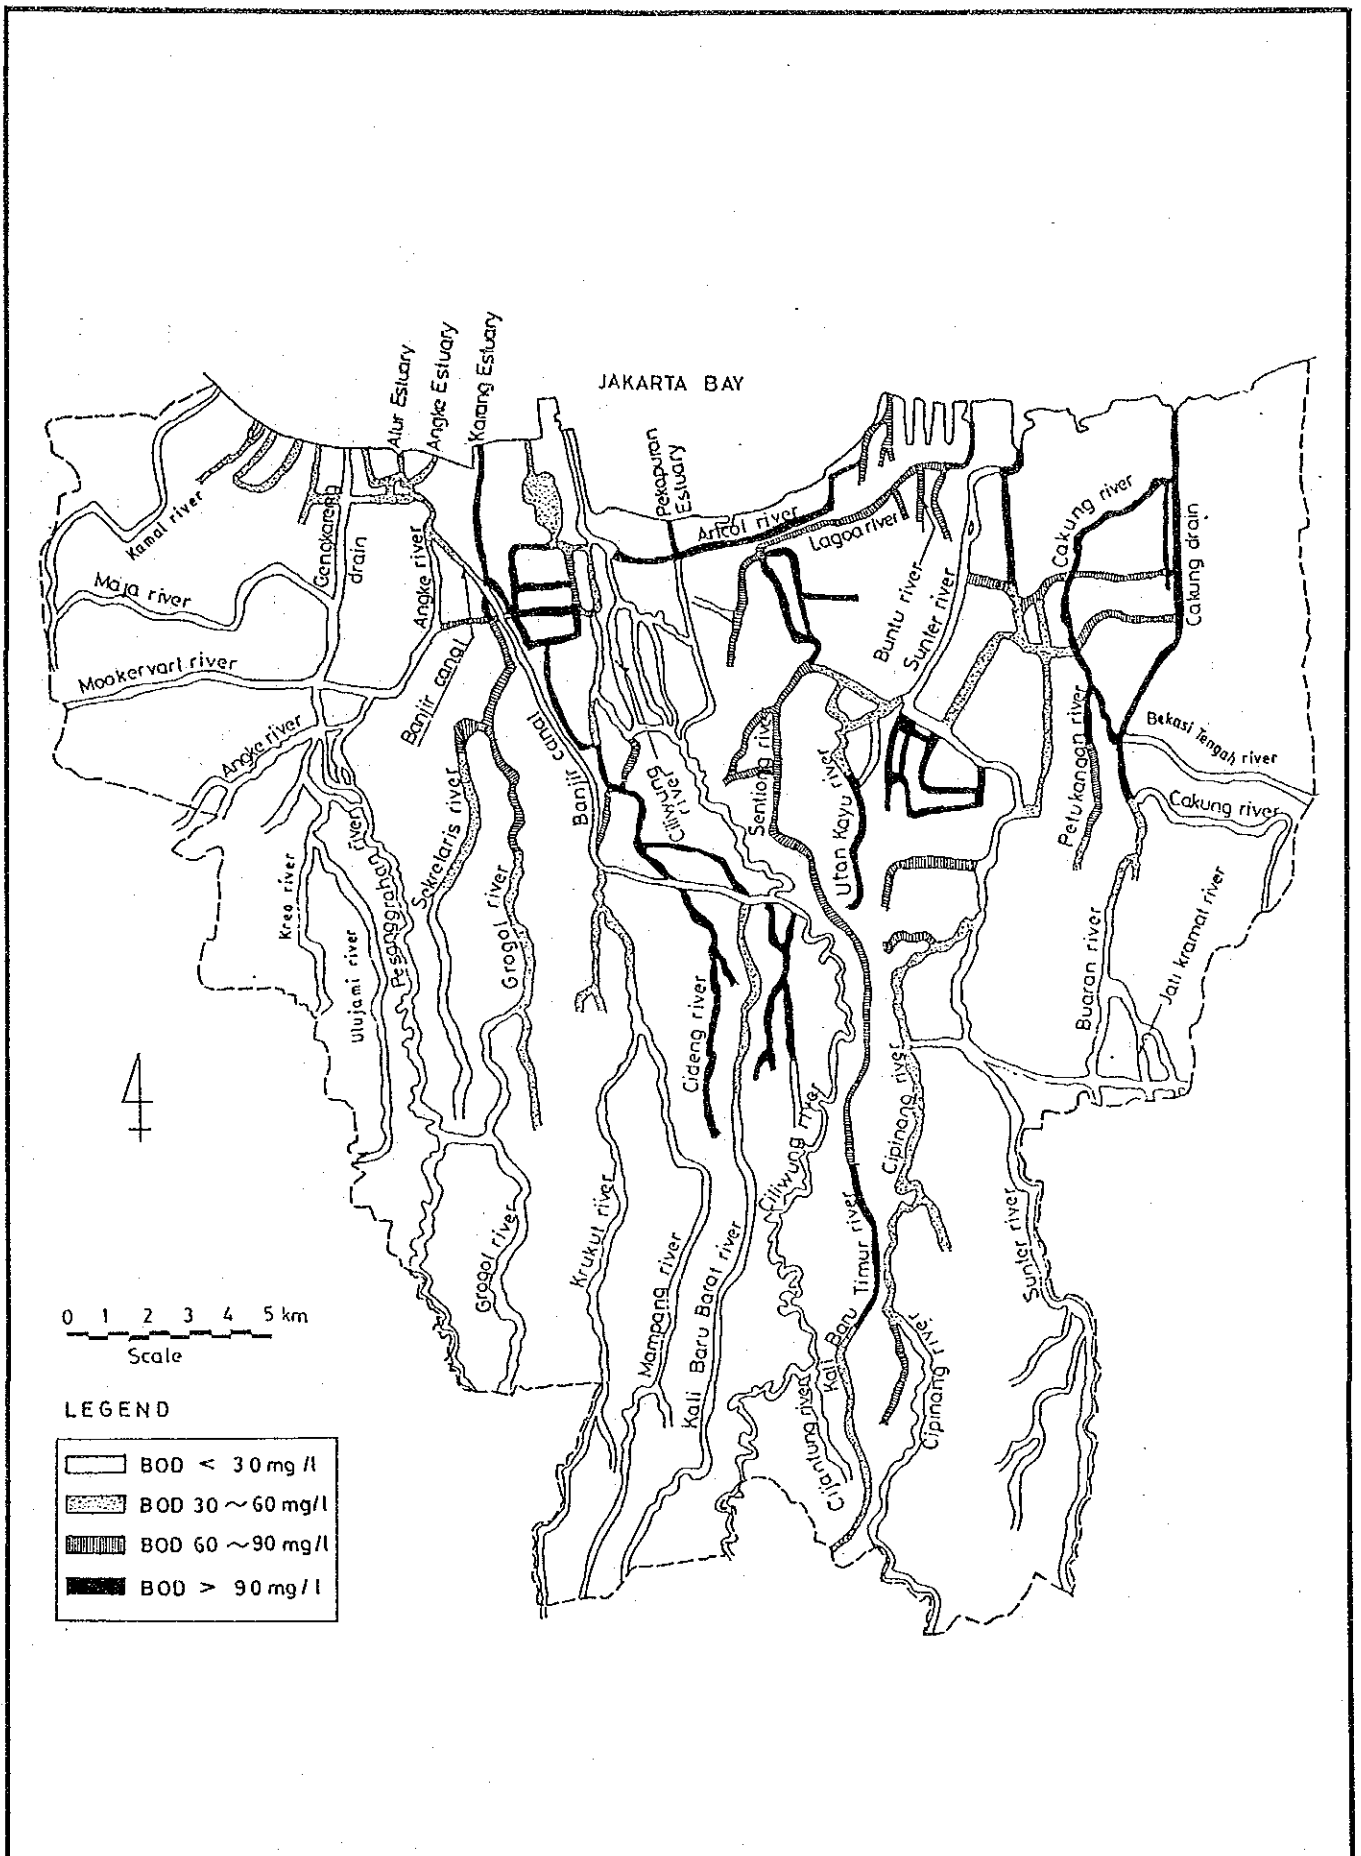 JAKARTA BAY
Alur Estuary
Angke Estuary
Karang Estuary
Pekapuran
Estuary
Kamal river
Cengkareng
drain
Angke river
Ancol river
Lagoa river
Cakung river
Cakung drain
Maja river
Buntu river
Sunter river
Mookervart river
Banjir canal
Banjir canal
Angke river
Ciliwung
river
Sentiong river
Utan Kayu river
Petukangan river
Bekasi Tengah river
Cakung river
Krea river
Ulujami river
Pesanggrahan river
Sekretaris river
Grogol river
Cideng river
Cipinang river
Buaran river
Jati kramat river
Grogol river
Krukut river
Mampang river
Kali Baru Barat river
Ciliwung river
Kali Baru Timur river
Cijantung river
Cipinang river
Sunter river
0 1 2 3 4 5 km
Scale
LEGEND
BOD < 30 mg/l
BOD 30 ~ 60 mg/l
BOD 60 ~ 90 mg/l
BOD > 90 mg/l